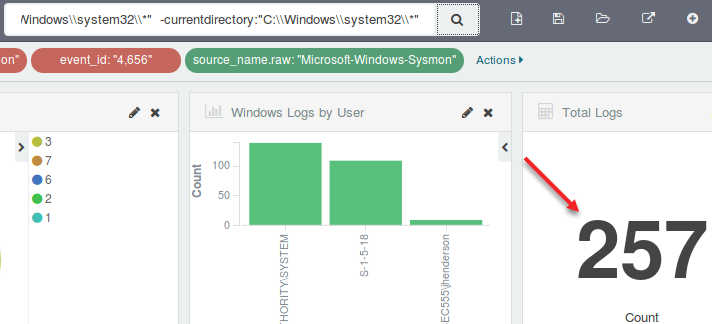 Windows\\system32\\*" -currentdirectory:"C:\\Windows\\system32\\*"
on" event_id: "4,656" source_name.raw: "Microsoft-Windows-Sysmon" Actions
Windows Logs by User
Total Logs
3
7
6
2
1
Count
100
50
0
THORITY\SYSTEM
S-1-5-18
EC555\jhenderson
257
Count